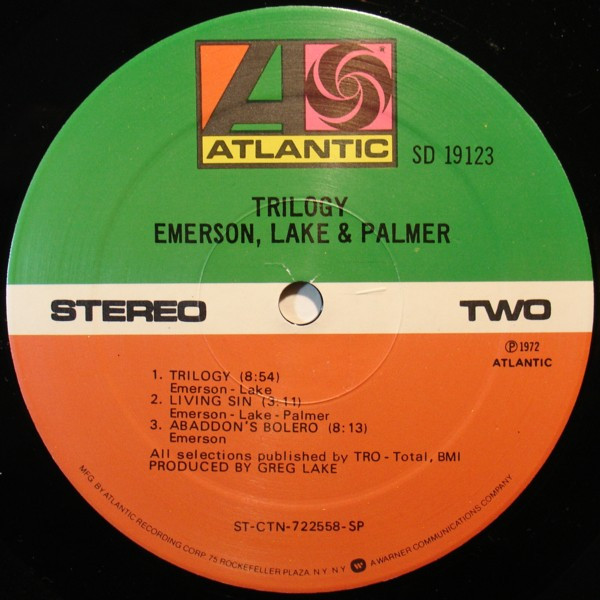 ATLANTIC
SD 19123
TRILOGY
EMERSON, LAKE & PALMER
STEREO
TWO
℗ 1972
ATLANTIC
1. TRILOGY (8:54)
Emerson - Lake
2. LIVING SIN (3:11)
Emerson - Lake - Palmer
3. ABADDON'S BOLERO (8:13)
Emerson
All selections published by TRO - Total, BMI
PRODUCED BY GREG LAKE
ST-CTN-722558-SP
MFG. BY ATLANTIC RECORDING CORP. 75 ROCKEFELLER PLAZA, N.Y. N.Y. W A WARNER COMMUNICATIONS COMPANY